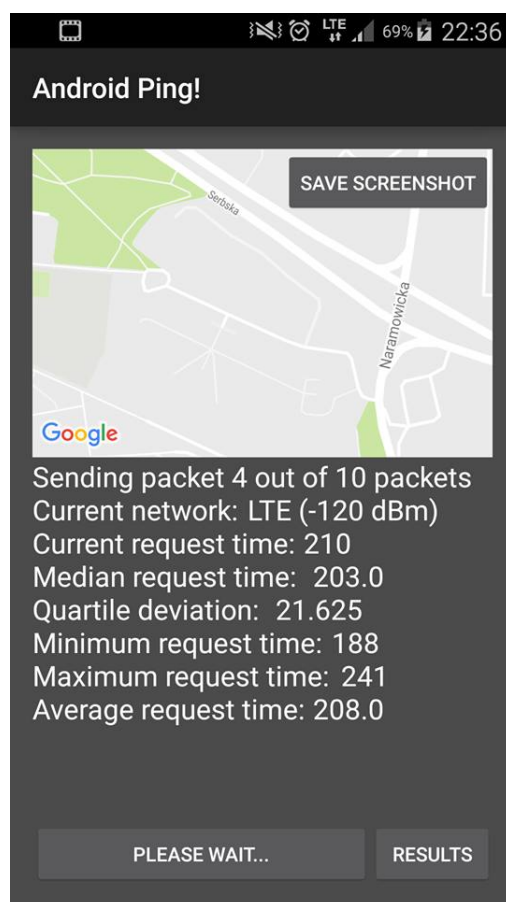 LTE 69% 22:36
Android Ping!
SAVE SCREENSHOT
Serbska
Naramowicka
Google
Sending packet 4 out of 10 packets
Current network: LTE (-120 dBm)
Current request time: 210
Median request time: 203.0
Quartile deviation: 21.625
Minimum request time: 188
Maximum request time: 241
Average request time: 208.0
PLEASE WAIT... RESULTS